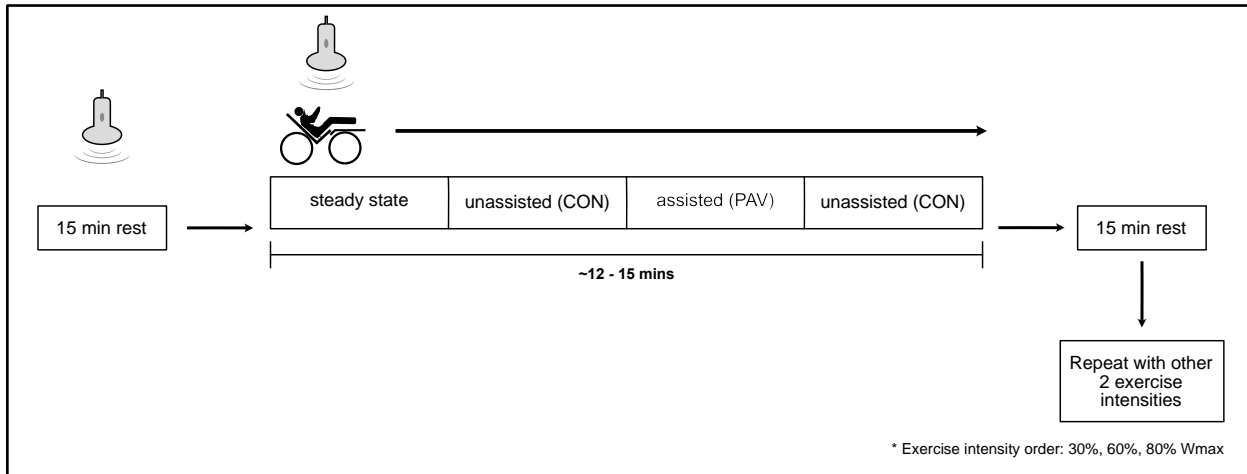 15 min rest
steady state
unassisted (CON)
assisted (PAV)
unassisted (CON)
~12 - 15 mins
15 min rest
Repeat with other
2 exercise
intensities
* Exercise intensity order: 30%, 60%, 80% Wmax